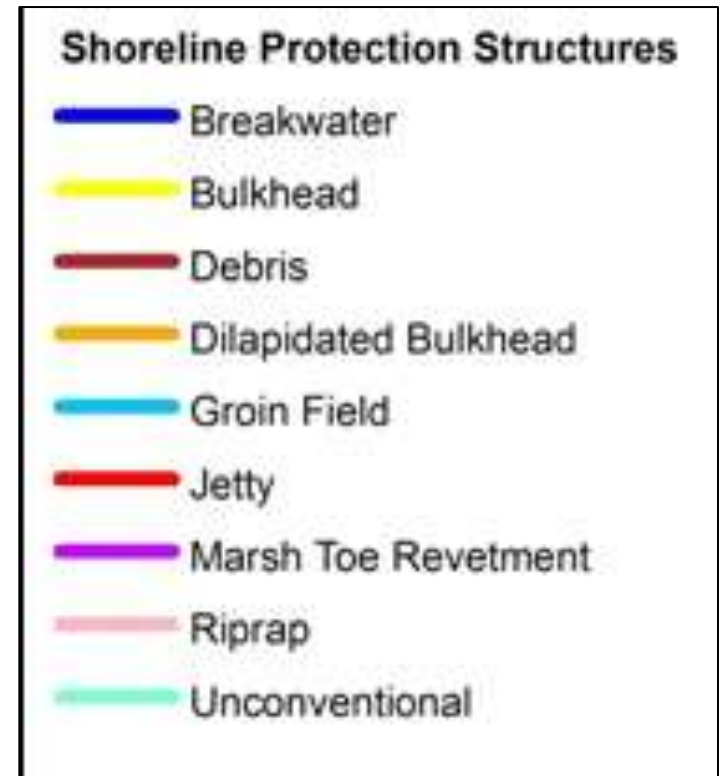 Shoreline Protection Structures
Breakwater
Bulkhead
Debris
Dilapidated Bulkhead
Groin Field
Jetty
Marsh Toe Revetment
Riprap
Unconventional